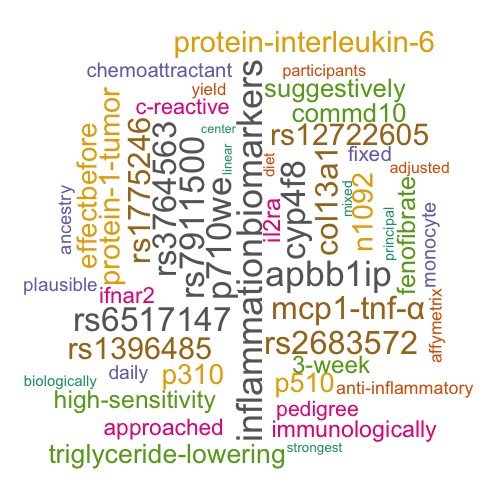 protein-interleukin-6
chemoattractant
participants
yield
suggestively
c-reactive
commd10
center
rs12722605
linear
diet
fixed
adjusted
ancestry
effectbefore
protein-1-tumor
rs1775246
rs3764563
rs7911500
p710we
inflammationbiomarkers
il2ra
cyp4f8
col13a1
mixed
n1092
principal
fenofibrate
monocyte
plausible
ifnar2
apbb1ip
rs6517147
mcp1-tnf-α
affymetrix
rs1396485
rs2683572
3-week
biologically
daily
p310
p510
anti-inflammatory
high-sensitivity
pedigree
approached
immunologically
triglyceride-lowering
strongest